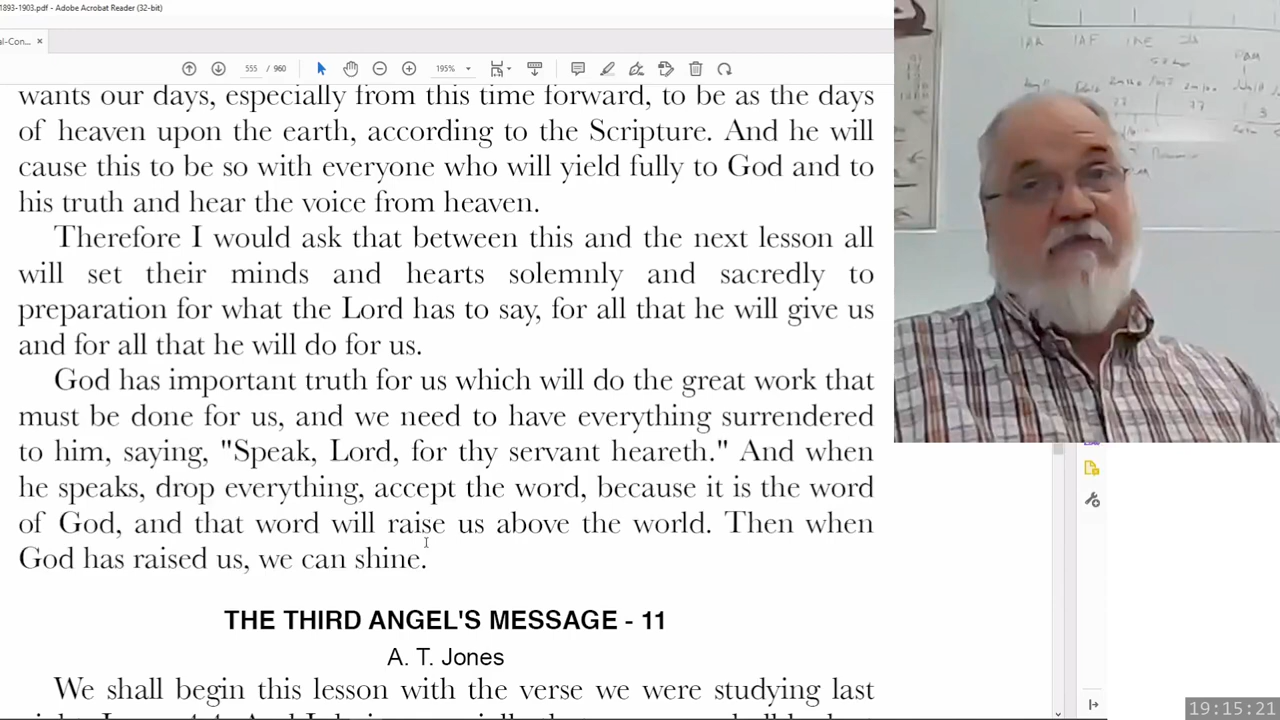 1893-1903.pdf - Adobe Acrobat Reader (32-bit)
al-Con... ×
555 / 960
195%
wants our days, especially from this time forward, to be as the days
of heaven upon the earth, according to the Scripture. And he will
cause this to be so with everyone who will yield fully to God and to
his truth and hear the voice from heaven.
Therefore I would ask that between this and the next lesson all
will set their minds and hearts solemnly and sacredly to
preparation for what the Lord has to say, for all that he will give us
and for all that he will do for us.
God has important truth for us which will do the great work that
must be done for us, and we need to have everything surrendered
to him, saying, "Speak, Lord, for thy servant heareth." And when
he speaks, drop everything, accept the word, because it is the word
of God, and that word will raise us above the world. Then when
God has raised us, we can shine.
THE THIRD ANGEL'S MESSAGE - 11
A. T. Jones
We shall begin this lesson with the verse we were studying last
19:15:21